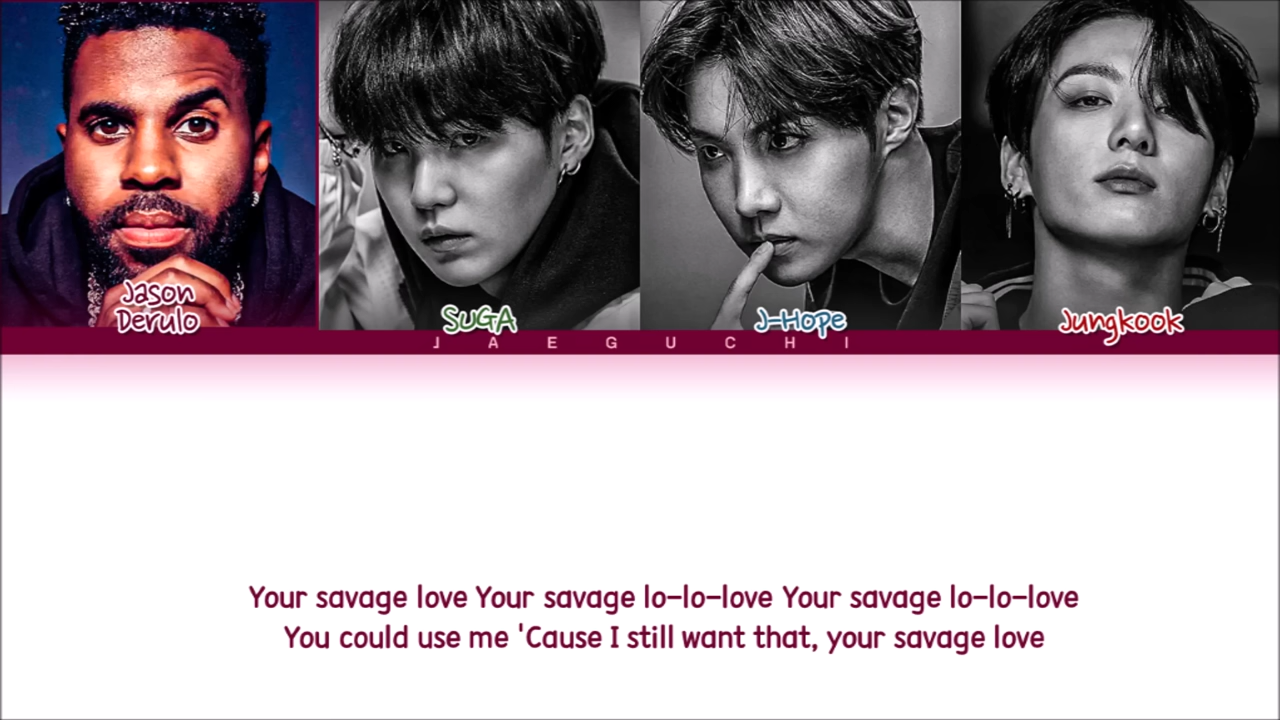 Jason
Derulo
SUGA
J-Hope
Jungkook
J A E G U C H I
Your savage love Your savage lo-lo-love Your savage lo-lo-love
You could use me 'Cause I still want that, your savage love